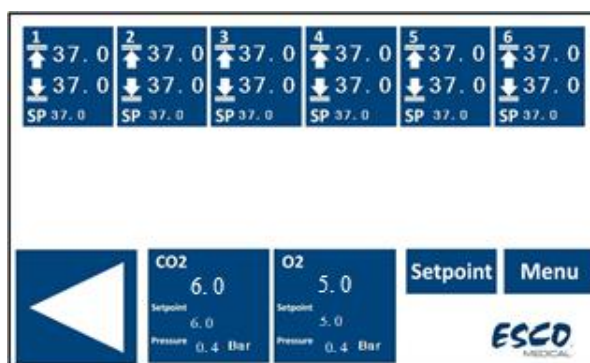 1 2 3 4 5 6
37.0 37.0 37.0 37.0 37.0 37.0
37.0 37.0 37.0 37.0 37.0 37.0
SP 37.0 SP 37.0 SP 37.0 SP 37.0 SP 37.0 SP 37.0
CO2
6.0
Setpoint
6.0
Pressure 0.4 Bar
O2
5.0
Setpoint
5.0
Pressure 0.4 Bar
Setpoint
Menu
ESCO
MEDICAL